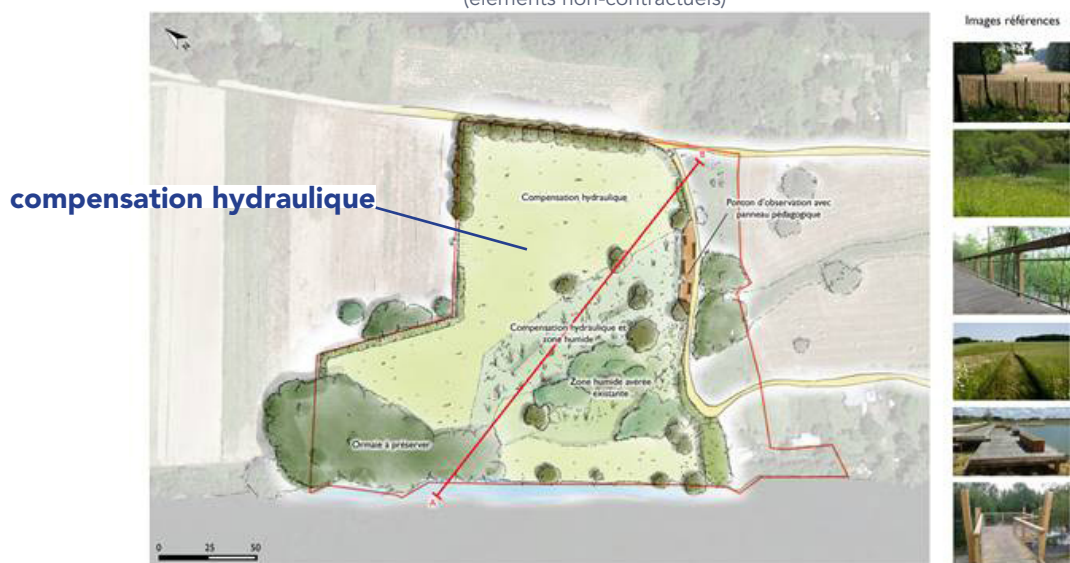 (éléments non-contractuels)
Images références
compensation hydraulique
Compensation hydraulique
B
Ponton d'observation avec
panneau pédagogique
Compensation hydraulique et
zone humide
Zone humide avérée
existante
Ormaie à préserver
A
0 25 50